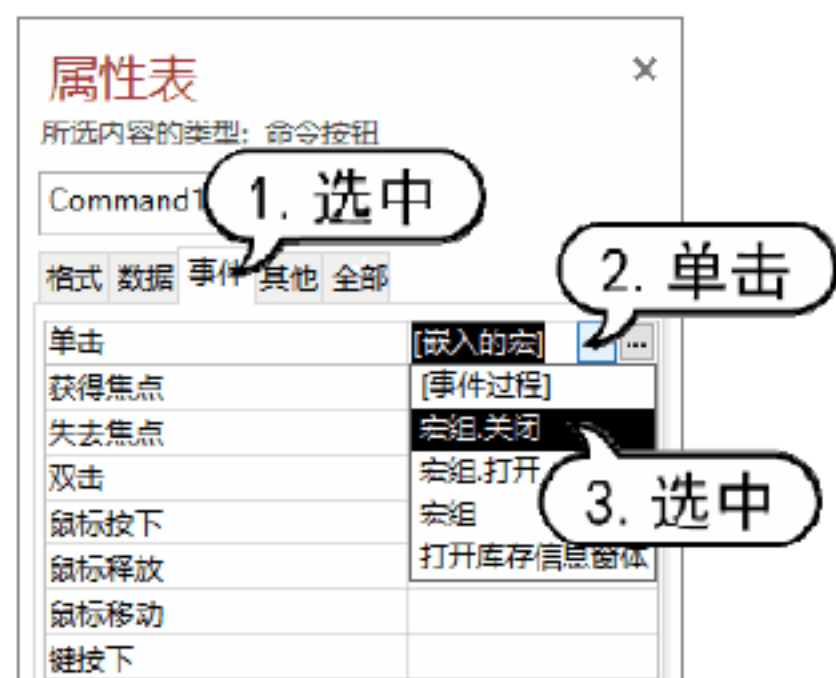 属性表
所选内容的类型: 命令按钮
Command1
1. 选中
格式 数据 事件 其他 全部
2. 单击
单击 [嵌入的宏] ...
获得焦点 [事件过程]
失去焦点 宏组.关闭
双击 宏组.打开
3. 选中
鼠标按下 宏组
鼠标释放 打开库存信息窗体
鼠标移动
键按下